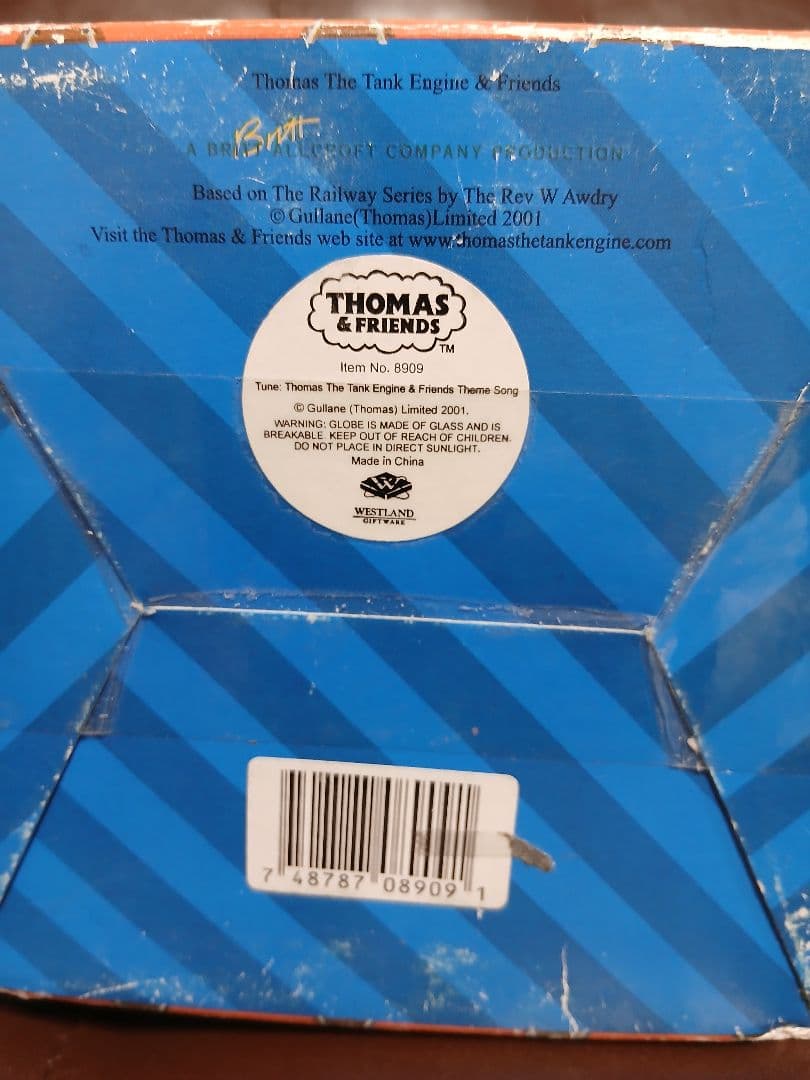 Thomas The Tank Engine & Friends
Britt
A BRITT ALLCROFT COMPANY PRODUCTION
Based on The Railway Series by The Rev W Awdry
© Gullane(Thomas)Limited 2001
Visit the Thomas & Friends web site at www.thomasthetankengine.com
THOMAS
& FRIENDS
TM
Item No. 8909
Tune: Thomas The Tank Engine & Friends Theme Song
© Gullane (Thomas) Limited 2001.
WARNING: GLOBE IS MADE OF GLASS AND IS
BREAKABLE. KEEP OUT OF REACH OF CHILDREN.
DO NOT PLACE IN DIRECT SUNLIGHT.
Made in China
W
WESTLAND
GIFTWARE
7 48787 08909 1